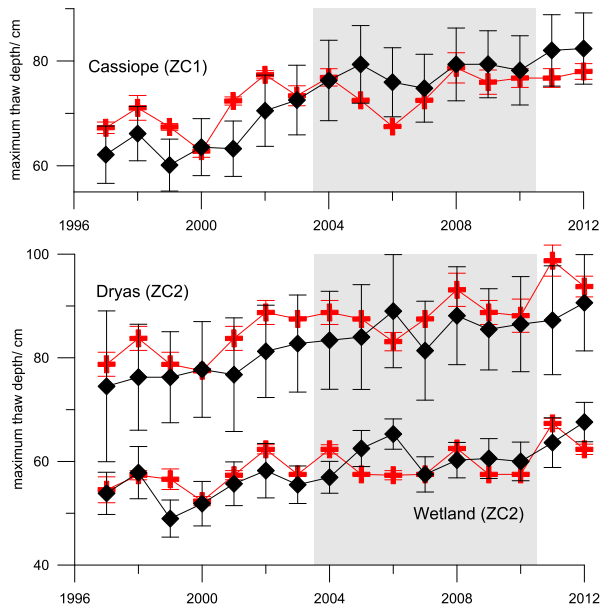 maximum thaw depth/ cm
80
60
Cassiope (ZC1)
1996 2000 2004 2008 2012
maximum thaw depth/ cm
100
80
60
40
Dryas (ZC2)
Wetland (ZC2)
1996 2000 2004 2008 2012